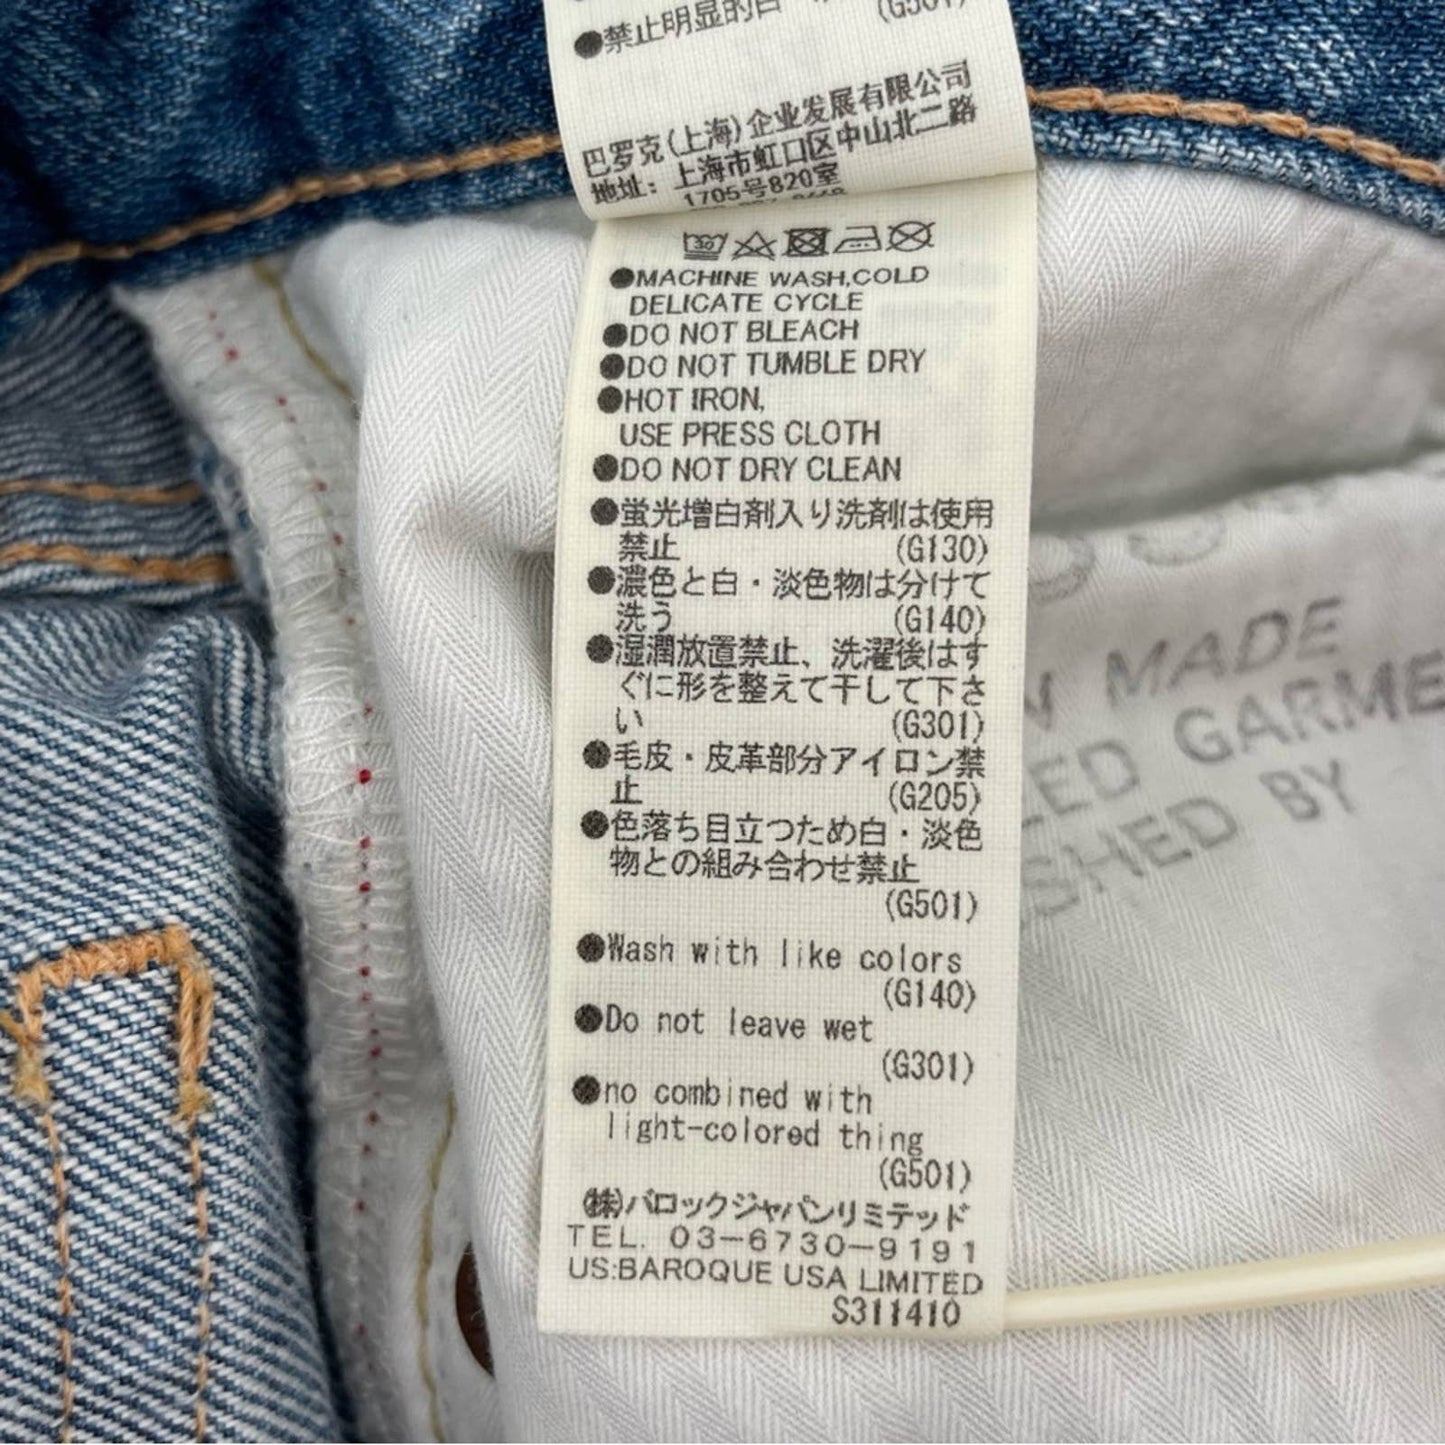 ●禁止明显的白
(G501)
巴罗克(上海)企业发展有限公司
地址：上海市虹口区中山北二路
1705号820室
●MACHINE WASH,COLD
DELICATE CYCLE
●DO NOT BLEACH
●DO NOT TUMBLE DRY
●HOT IRON,
USE PRESS CLOTH
●DO NOT DRY CLEAN
●蛍光増白剤入り洗剤は使用
禁止 (G130)
●濃色と白・淡色物は分けて
洗う (G140)
●湿潤放置禁止、洗濯後はす
ぐに形を整えて干して下さ
い (G301)
●毛皮・皮革部分アイロン禁
止 (G205)
●色落ち目立つため白・淡色
物との組み合わせ禁止
(G501)
●Wash with like colors
(G140)
●Do not leave wet
(G301)
●no combined with
light-colored thing
(G501)
㈱バロックジャパンリミテッド
TEL. 03-6730-9191
US:BAROQUE USA LIMITED
S311410
MADE
GARME
BY